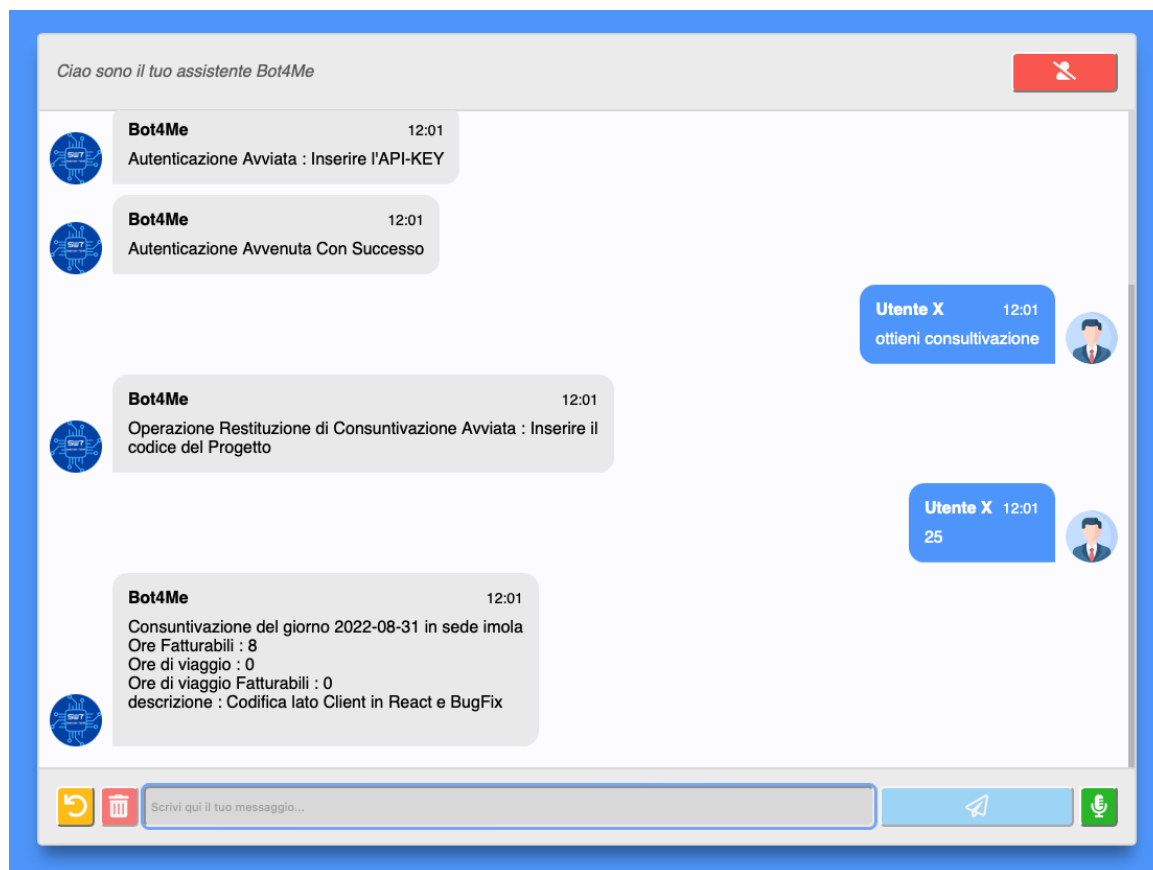 Ciao sono il tuo assistente Bot4Me
Bot4Me 12:01
Autenticazione Avviata : Inserire l'API-KEY
SW7
Bot4Me 12:01
Autenticazione Avvenuta Con Successo
SW7
Utente X 12:01
ottieni consultivazione
Bot4Me 12:01
Operazione Restituzione di Consuntivazione Avviata : Inserire il
codice del Progetto
SW7
Utente X 12:01
25
Bot4Me 12:01
Consuntivazione del giorno 2022-08-31 in sede imola
Ore Fatturabili : 8
Ore di viaggio : 0
Ore di viaggio Fatturabili : 0
descrizione : Codifica lato Client in React e BugFix
SW7
Scrivi qui il tuo messaggio...